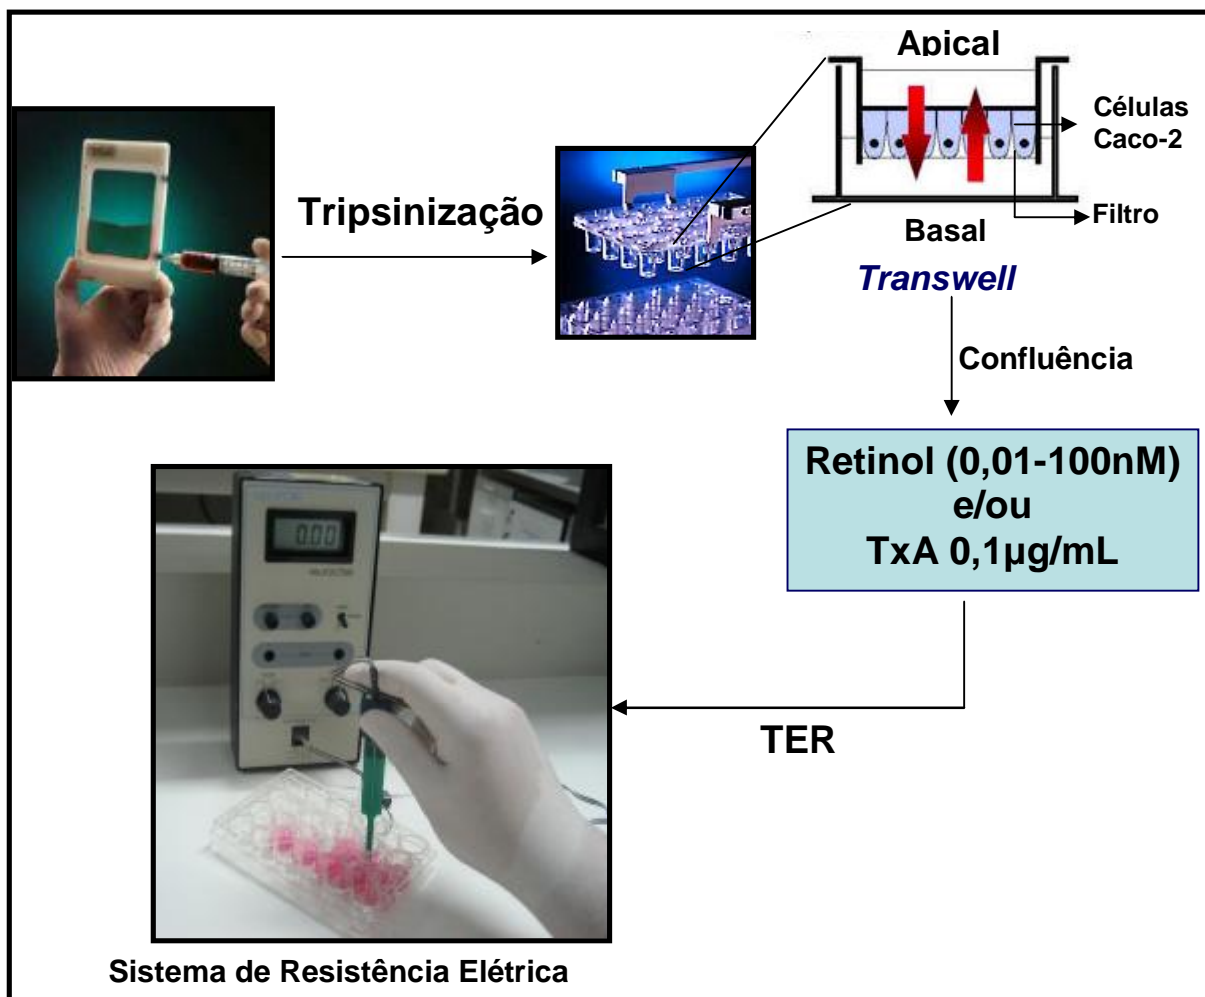 Apical
Células
Caco-2
Tripsinização
Filtro
Basal
Transwell
Confluência
Retinol (0,01-100nM)
e/ou
TxA 0,1µg/mL
0.00
TER
Sistema de Resistência Elétrica